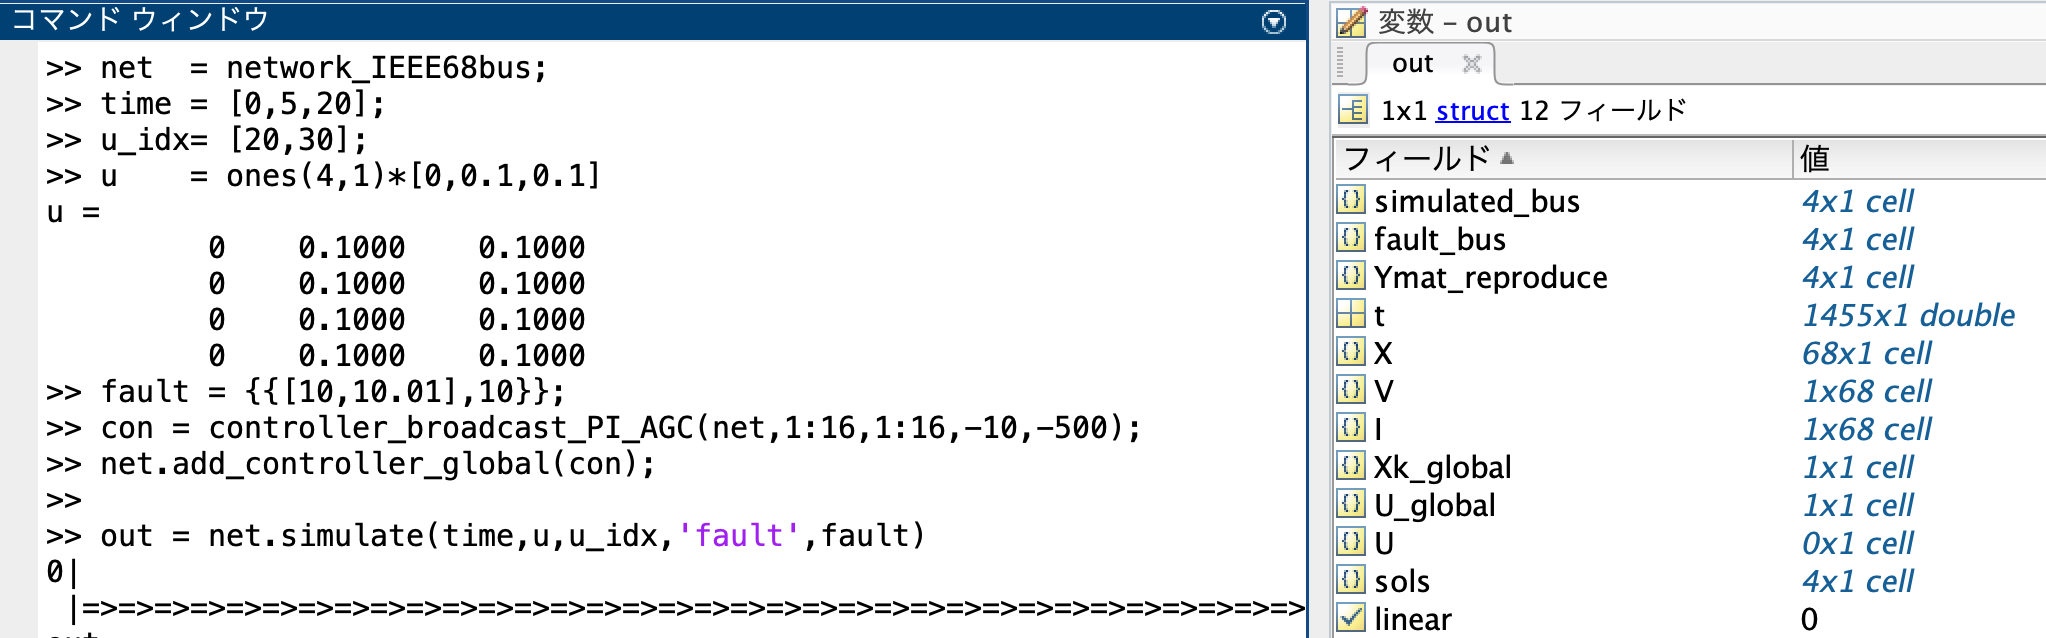 コマンド ウィンドウ
>> net  = network_IEEE68bus;
>> time = [0,5,20];
>> u_idx= [20,30];
>> u    = ones(4,1)*[0,0.1,0.1]
u =
0    0.1000    0.1000
0    0.1000    0.1000
0    0.1000    0.1000
0    0.1000    0.1000
>> fault = {{[10,10.01],10}};
>> con = controller_broadcast_PI_AGC(net,1:16,1:16,-10,-500);
>> net.add_controller_global(con);
>>
>> out = net.simulate(time,u,u_idx,'fault',fault)
0|
|=>=>=>=>=>=>=>=>=>=>=>=>=>=>=>=>=>=>=>=>=>=>=>=>=>=>=>=>=>=>=>=>=>=>
変数 – out
out
1x1 struct 12 フィールド
フィールド 値
simulated_bus 4x1 cell
fault_bus 4x1 cell
Ymat_reproduce 4x1 cell
t 1455x1 double
X 68x1 cell
V 1x68 cell
I 1x68 cell
Xk_global 1x1 cell
U_global 1x1 cell
U 0x1 cell
sols 4x1 cell
linear 0